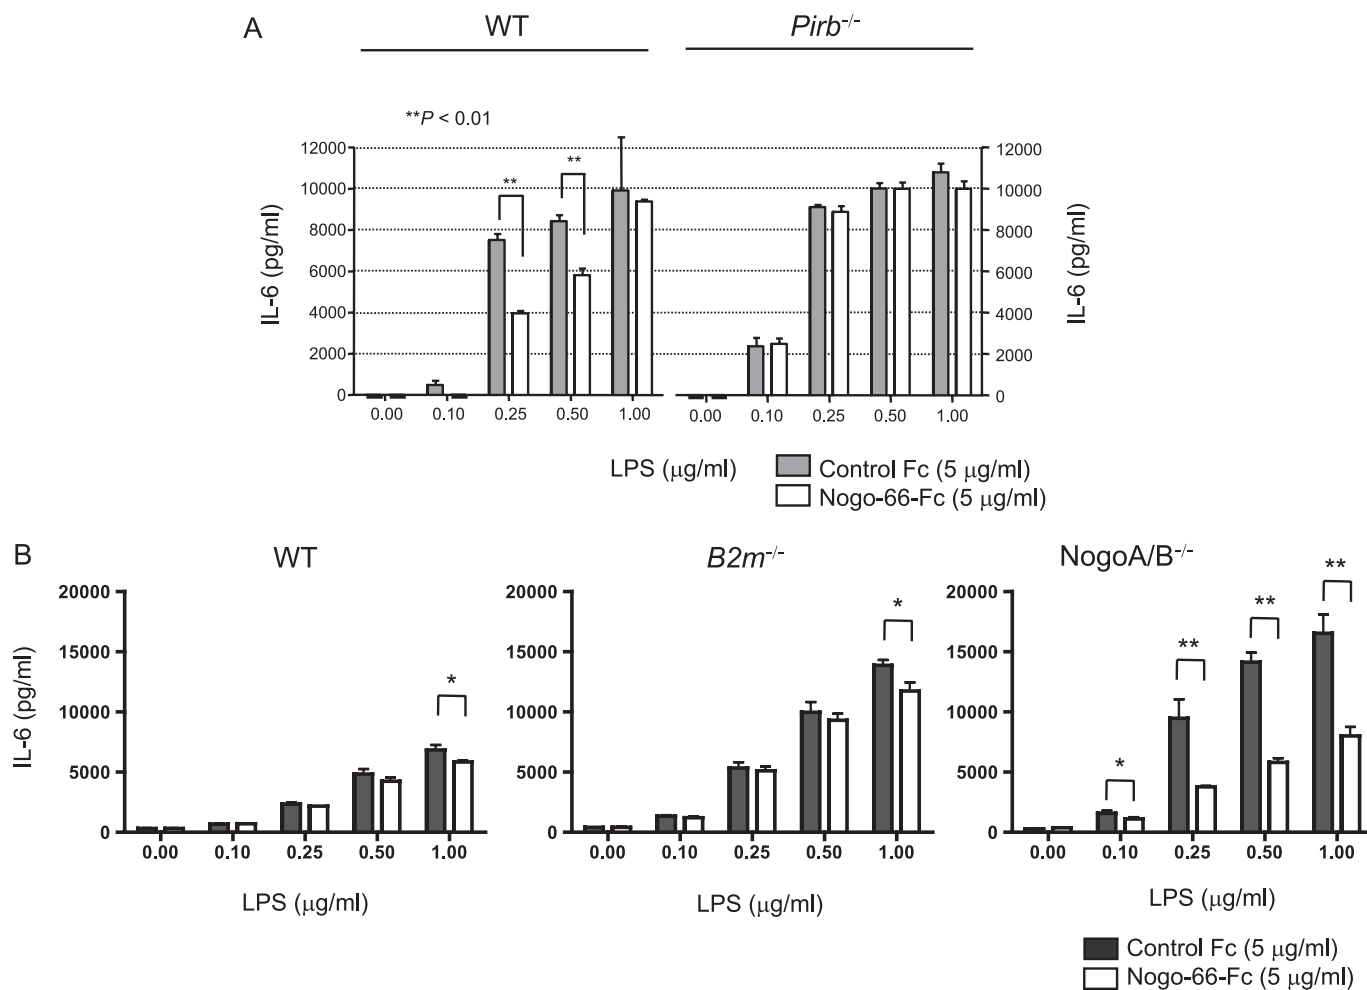 A
WT
Pirb-/-
**P < 0.01
12000
10000
8000
6000
4000
2000
0
IL-6 (pg/ml)
**
**
0.00 0.10 0.25 0.50 1.00
0.00 0.10 0.25 0.50 1.00
12000
10000
8000
6000
4000
2000
0
IL-6 (pg/ml)
LPS (μg/ml)
Control Fc (5 μg/ml)
Nogo-66-Fc (5 μg/ml)
B
WT
20000
15000
10000
5000
0
IL-6 (pg/ml)
*
0.00 0.10 0.25 0.50 1.00
LPS (μg/ml)
B2m-/-
20000
15000
10000
5000
0
*
0.00 0.10 0.25 0.50 1.00
LPS (μg/ml)
NogoA/B-/-
20000
15000
10000
5000
0
*
**
**
**
0.00 0.10 0.25 0.50 1.00
LPS (μg/ml)
Control Fc (5 μg/ml)
Nogo-66-Fc (5 μg/ml)